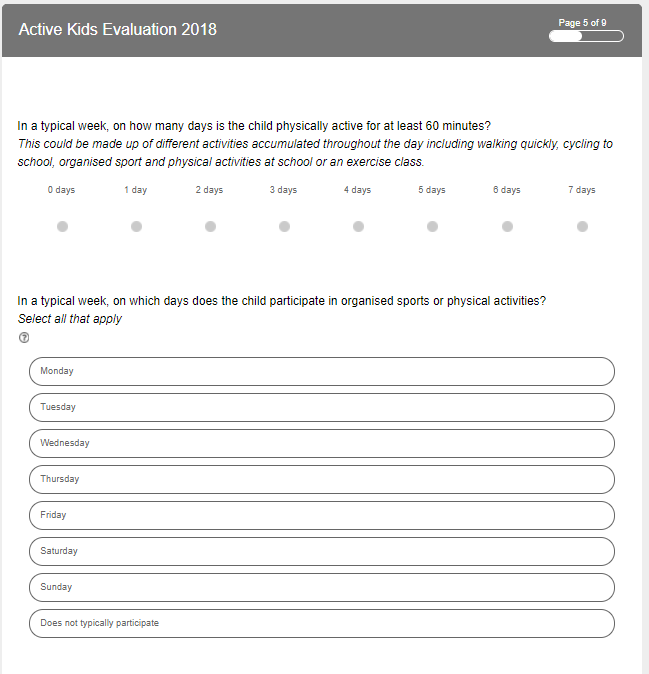 Active Kids Evaluation 2018
Page 5 of 9
In a typical week, on how many days is the child physically active for at least 60 minutes?
This could be made up of different activities accumulated throughout the day including walking quickly, cycling to
school, organised sport and physical activities at school or an exercise class.
0 days 1 day 2 days 3 days 4 days 5 days 6 days 7 days
In a typical week, on which days does the child participate in organised sports or physical activities?
Select all that apply
?
Monday
Tuesday
Wednesday
Thursday
Friday
Saturday
Sunday
Does not typically participate